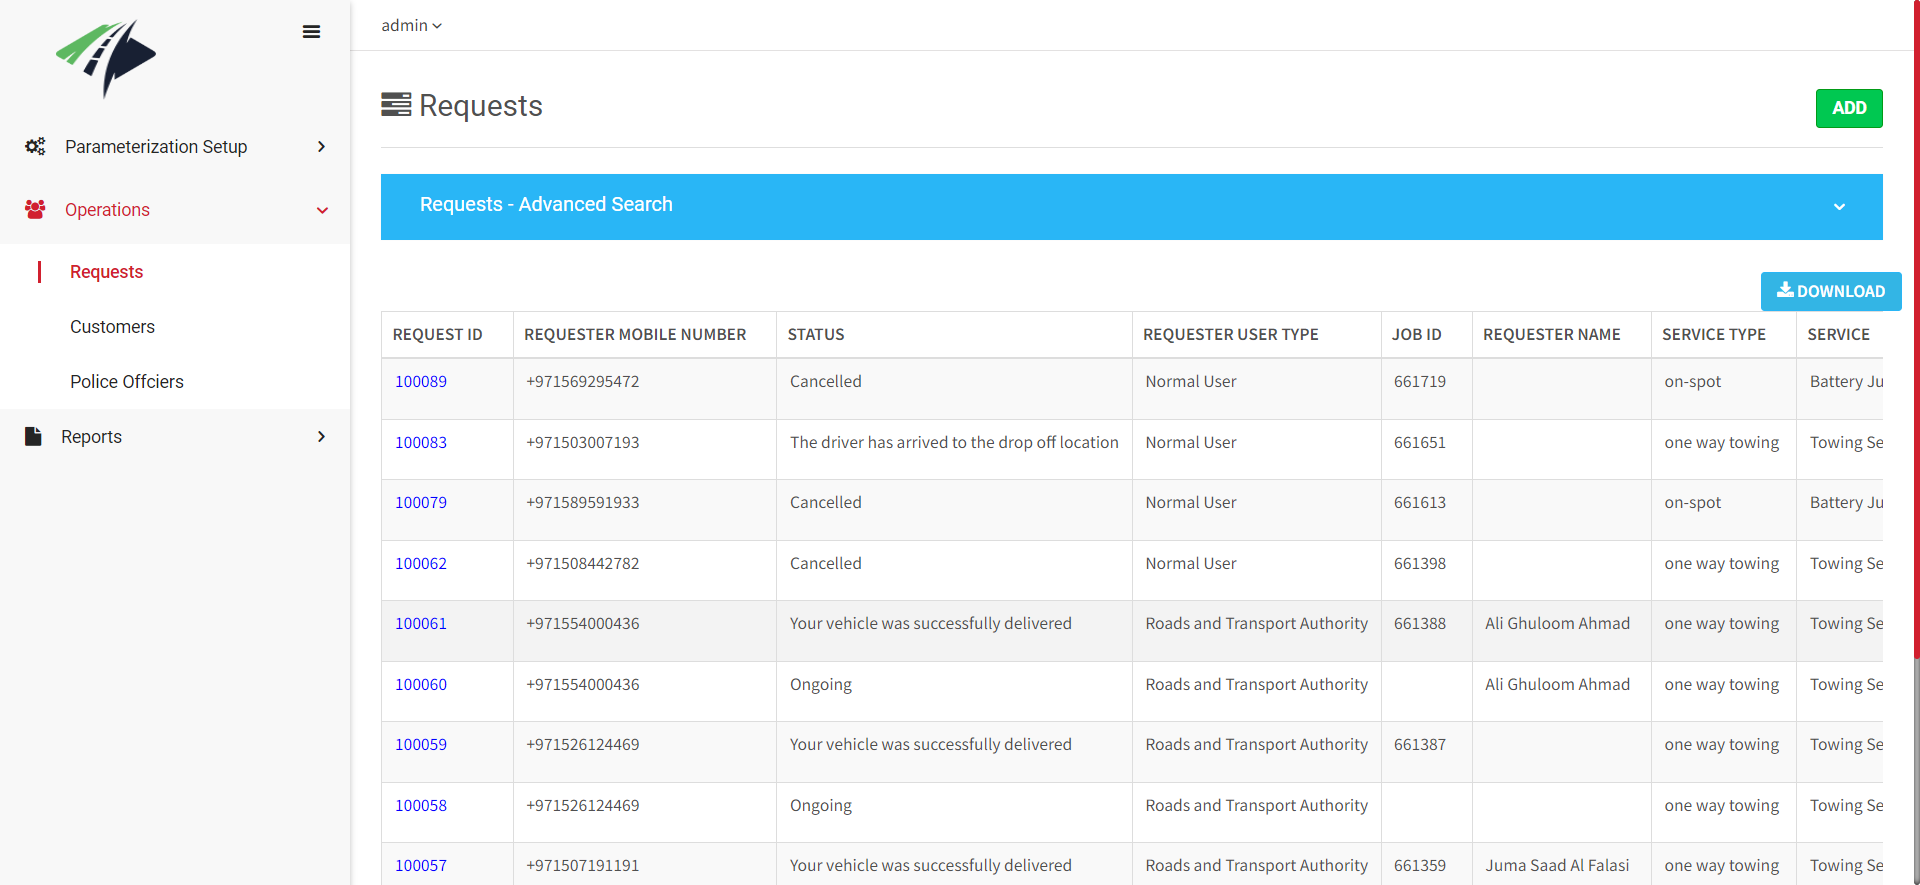 admin
Parameterization Setup
Operations
Requests
Customers
Police Offciers
Reports
Requests
ADD
Requests - Advanced Search
DOWNLOAD
REQUEST ID REQUESTER MOBILE NUMBER STATUS REQUESTER USER TYPE JOB ID REQUESTER NAME SERVICE TYPE SERVICE
100089 +971569295472 Cancelled Normal User 661719 on-spot Battery Ju
100083 +971503007193 The driver has arrived to the drop off location Normal User 661651 one way towing Towing Se
100079 +971589591933 Cancelled Normal User 661613 on-spot Battery Ju
100062 +971508442782 Cancelled Normal User 661398 one way towing Towing Se
100061 +971554000436 Your vehicle was successfully delivered Roads and Transport Authority 661388 Ali Ghuloom Ahmad one way towing Towing Se
100060 +971554000436 Ongoing Roads and Transport Authority Ali Ghuloom Ahmad one way towing Towing Se
100059 +971526124469 Your vehicle was successfully delivered Roads and Transport Authority 661387 one way towing Towing Se
100058 +971526124469 Ongoing Roads and Transport Authority one way towing Towing Se
100057 +971507191191 Your vehicle was successfully delivered Roads and Transport Authority 661359 Juma Saad Al Falasi one way towing Towing Se